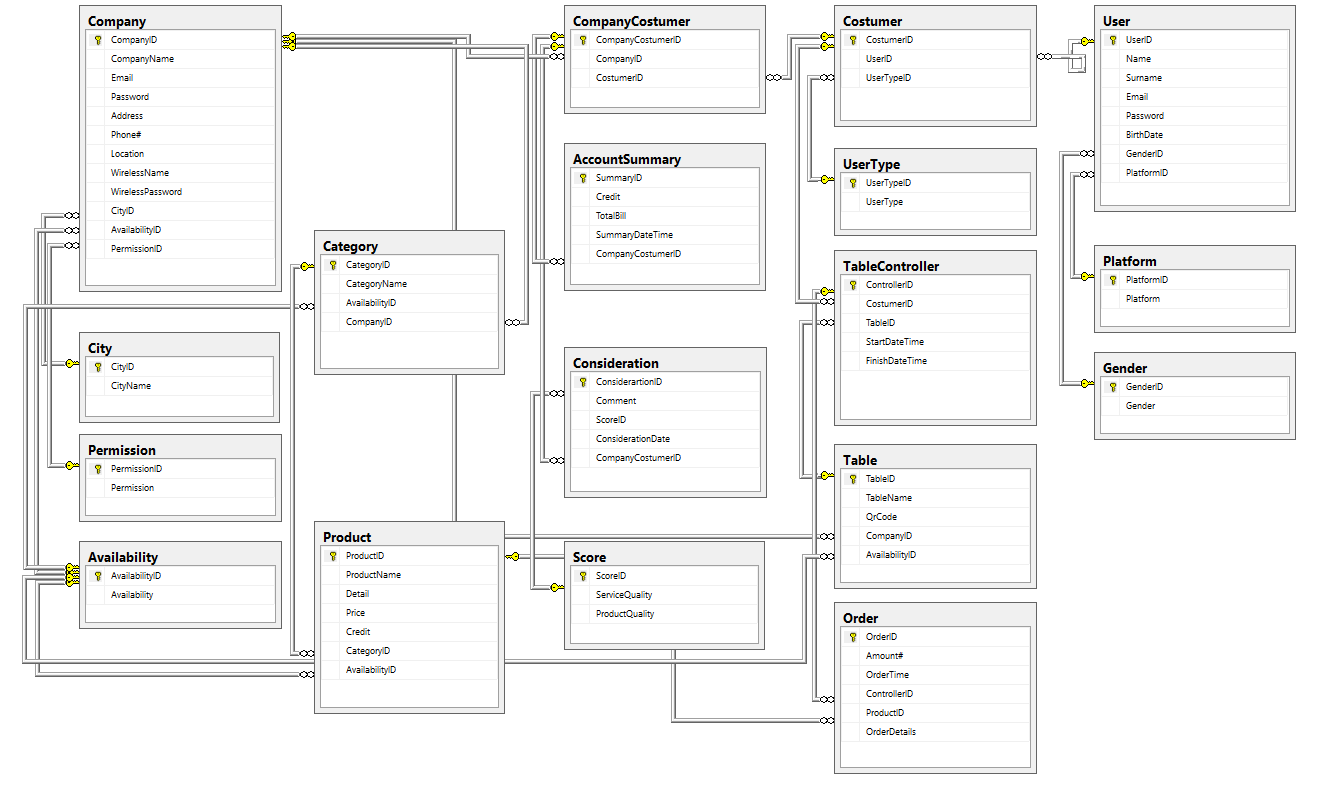 Company
CompanyID
CompanyName
Email
Password
Address
Phone#
Location
WirelessName
WirelessPassword
CityID
AvailabilityID
PermissionID
City
CityID
CityName
Permission
PermissionID
Permission
Availability
AvailabilityID
Availability
Category
CategoryID
CategoryName
AvailabilityID
CompanyID
Product
ProductID
ProductName
Detail
Price
Credit
CategoryID
AvailabilityID
CompanyCostumer
CompanyCostumerID
CompanyID
CostumerID
AccountSummary
SummaryID
Credit
TotalBill
SummaryDateTime
CompanyCostumerID
Consideration
ConsiderartionID
Comment
ScoreID
ConsiderationDate
CompanyCostumerID
Score
ScoreID
ServiceQuality
ProductQuality
Costumer
CostumerID
UserID
UserTypeID
UserType
UserTypeID
UserType
TableController
ControllerID
CostumerID
TableID
StartDateTime
FinishDateTime
Table
TableID
TableName
QrCode
CompanyID
AvailabilityID
Order
OrderID
Amount#
OrderTime
ControllerID
ProductID
OrderDetails
User
UserID
Name
Surname
Email
Password
BirthDate
GenderID
PlatformID
Platform
PlatformID
Platform
Gender
GenderID
Gender